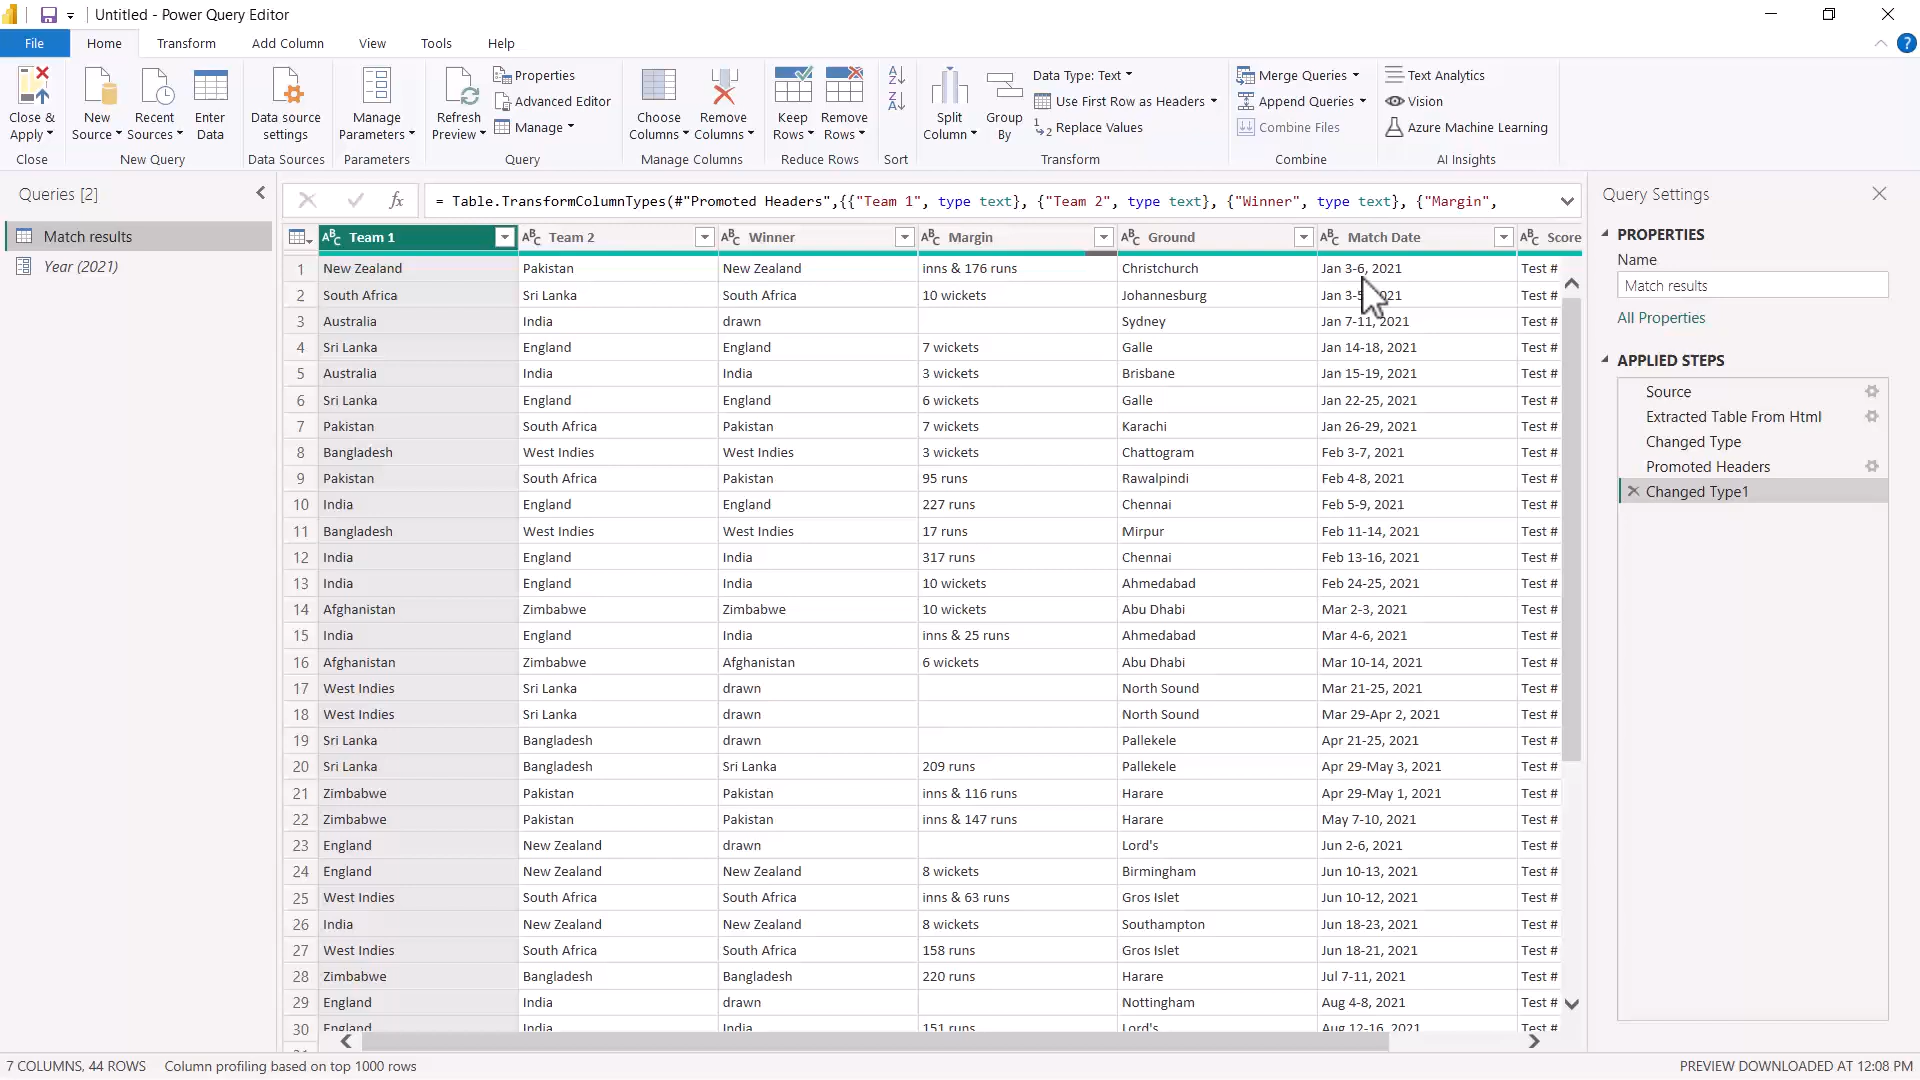 Untitled - Power Query Editor
File Home Transform Add Column View Tools Help
Close & Apply
Close
New Source
Recent Sources
Enter Data
New Query
Data source settings
Data Sources
Manage Parameters
Parameters
Refresh Preview
Properties
Advanced Editor
Manage
Query
Choose Columns
Remove Columns
Manage Columns
Keep Rows
Remove Rows
Reduce Rows
Sort
Split Column
Group By
Data Type: Text
Use First Row as Headers
Replace Values
Transform
Merge Queries
Append Queries
Combine Files
Combine
Text Analytics
Vision
Azure Machine Learning
AI Insights
Queries [2]
Match results
Year (2021)
= Table.TransformColumnTypes(#"Promoted Headers",{{"Team 1", type text}, {"Team 2", type text}, {"Winner", type text}, {"Margin",
Team 1 Team 2 Winner Margin Ground Match Date Score
1 New Zealand Pakistan New Zealand inns & 176 runs Christchurch Jan 3-6, 2021 Test #
2 South Africa Sri Lanka South Africa 10 wickets Johannesburg Jan 3-5 Test #
3 Australia India drawn Sydney Jan 7-11, 2021 Test #
4 Sri Lanka England England 7 wickets Galle Jan 14-18, 2021 Test #
5 Australia India India 3 wickets Brisbane Jan 15-19, 2021 Test #
6 Sri Lanka England England 6 wickets Galle Jan 22-25, 2021 Test #
7 Pakistan South Africa Pakistan 7 wickets Karachi Jan 26-29, 2021 Test #
8 Bangladesh West Indies West Indies 3 wickets Chattogram Feb 3-7, 2021 Test #
9 Pakistan South Africa Pakistan 95 runs Rawalpindi Feb 4-8, 2021 Test #
10 India England England 227 runs Chennai Feb 5-9, 2021 Test #
11 Bangladesh West Indies West Indies 17 runs Mirpur Feb 11-14, 2021 Test #
12 India England India 317 runs Chennai Feb 13-16, 2021 Test #
13 India England India 10 wickets Ahmedabad Feb 24-25, 2021 Test #
14 Afghanistan Zimbabwe Zimbabwe 10 wickets Abu Dhabi Mar 2-3, 2021 Test #
15 India England India inns & 25 runs Ahmedabad Mar 4-6, 2021 Test #
16 Afghanistan Zimbabwe Afghanistan 6 wickets Abu Dhabi Mar 10-14, 2021 Test #
17 West Indies Sri Lanka drawn North Sound Mar 21-25, 2021 Test #
18 West Indies Sri Lanka drawn North Sound Mar 29-Apr 2, 2021 Test #
19 Sri Lanka Bangladesh drawn Pallekele Apr 21-25, 2021 Test #
20 Sri Lanka Bangladesh Sri Lanka 209 runs Pallekele Apr 29-May 3, 2021 Test #
21 Zimbabwe Pakistan Pakistan inns & 116 runs Harare Apr 29-May 1, 2021 Test #
22 Zimbabwe Pakistan Pakistan inns & 147 runs Harare May 7-10, 2021 Test #
23 England New Zealand drawn Lord's Jun 2-6, 2021 Test #
24 England New Zealand New Zealand 8 wickets Birmingham Jun 10-13, 2021 Test #
25 West Indies South Africa South Africa inns & 63 runs Gros Islet Jun 10-12, 2021 Test #
26 India New Zealand New Zealand 8 wickets Southampton Jun 18-23, 2021 Test #
27 West Indies South Africa South Africa 158 runs Gros Islet Jun 18-21, 2021 Test #
28 Zimbabwe Bangladesh Bangladesh 220 runs Harare Jul 7-11, 2021 Test #
29 England India drawn Nottingham Aug 4-8, 2021 Test #
30 England India India 151 runs Lord's Aug 12-16, 2021 Test #
Query Settings
PROPERTIES
Name
Match results
All Properties
APPLIED STEPS
Source
Extracted Table From Html
Changed Type
Promoted Headers
Changed Type1
7 COLUMNS, 44 ROWS Column profiling based on top 1000 rows
PREVIEW DOWNLOADED AT 12:08 PM